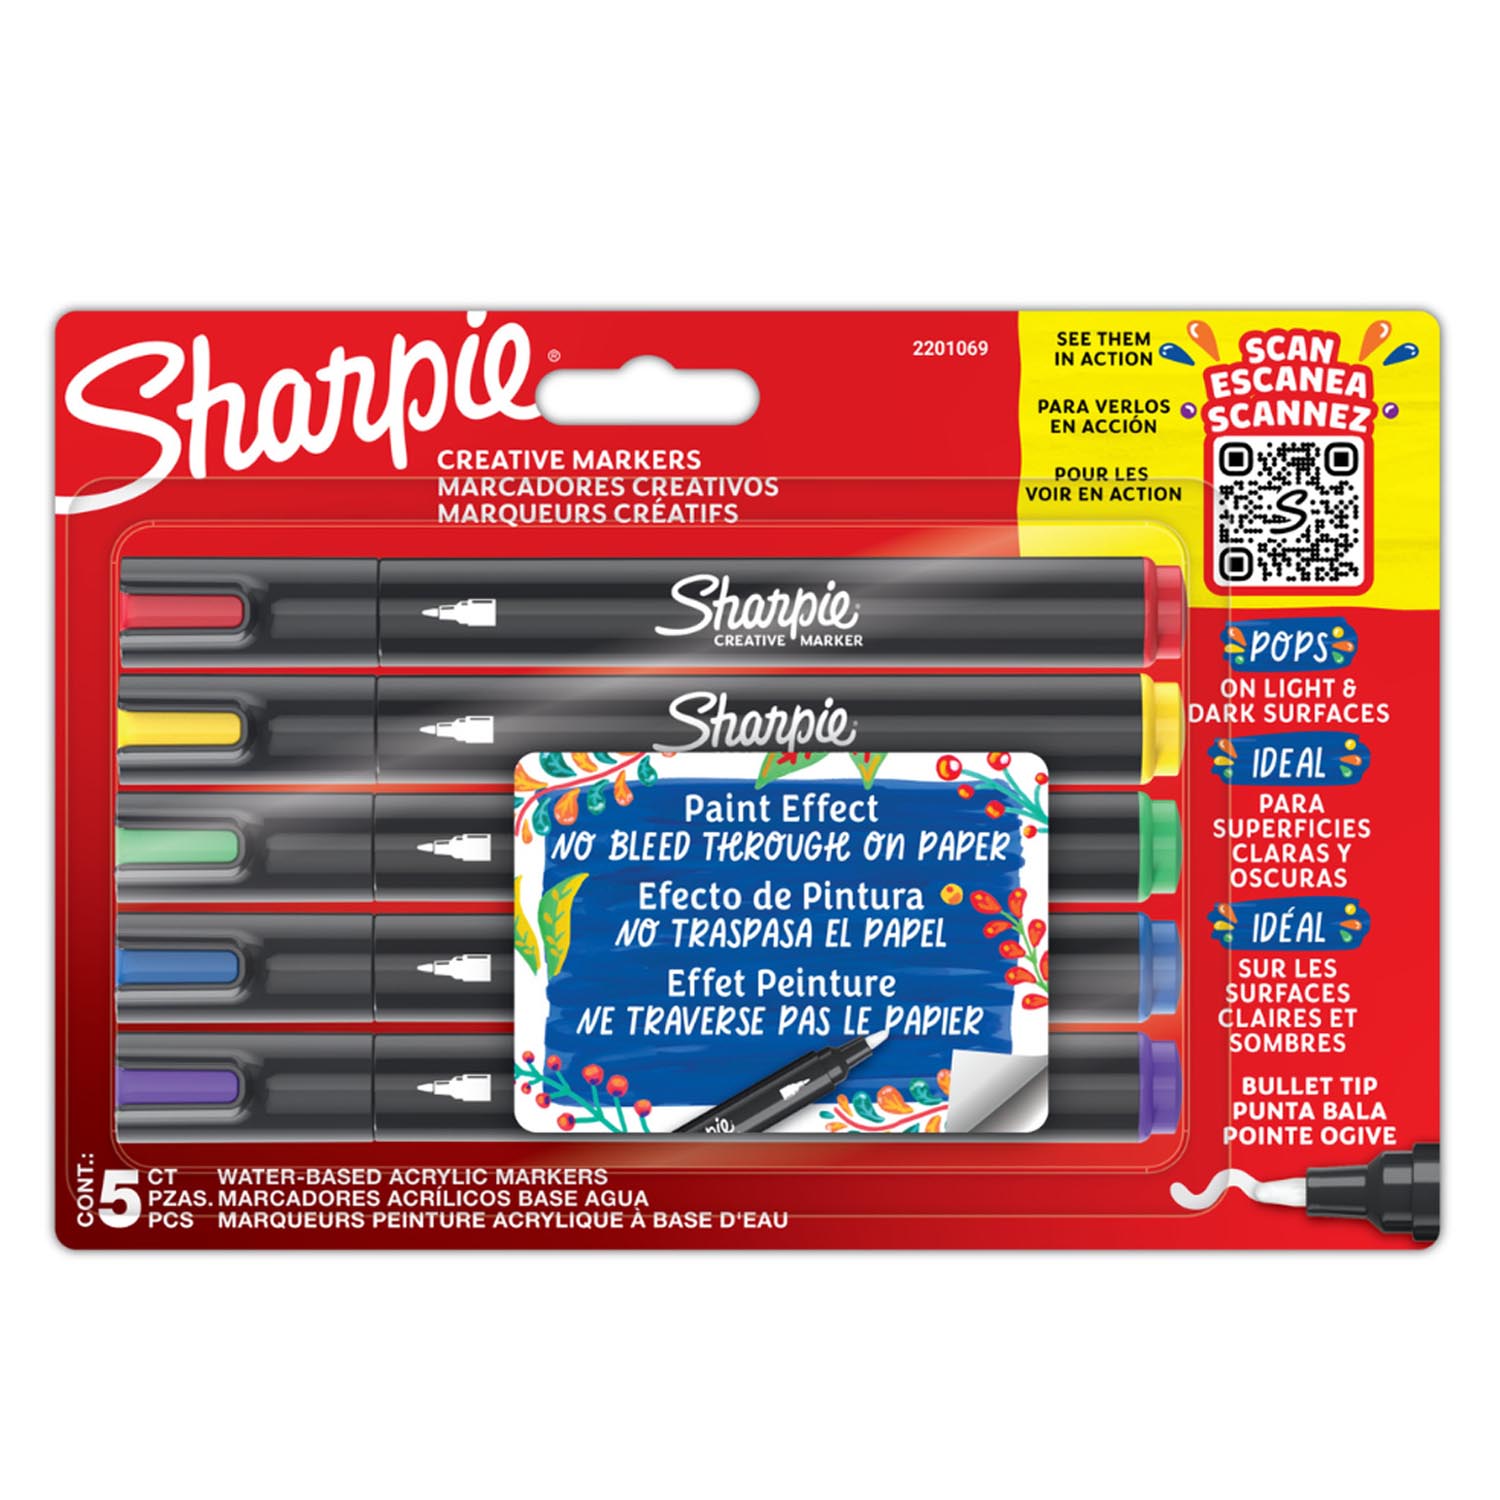 Sharpie®
2201069
CREATIVE MARKERS
MARCADORES CREATIVOS
MARQUEURS CRÉATIFS
SEE THEM
IN ACTION
PARA VERLOS
EN ACCIÓN
POUR LES
VOIR EN ACTION
SCAN
ESCANEA
SCANNEZ
S
Sharpie®
CREATIVE MARKER
Sharpie®
Paint Effect
NO BLEED THROUGH ON PAPER
Efecto de Pintura
NO TRASPASA EL PAPEL
Effet Peinture
NE TRAVERSE PAS LE PAPIER
rpie
POPS
ON LIGHT &
DARK SURFACES
IDEAL
PARA
SUPERFICIES
CLARAS Y
OSCURAS
IDÉAL
SUR LES
SURFACES
CLAIRES ET
SOMBRES
BULLET TIP
PUNTA BALA
POINTE OGIVE
CONT.:
5
CT WATER-BASED ACRYLIC MARKERS
PZAS. MARCADORES ACRÍLICOS BASE AGUA
PCS MARQUEURS PEINTURE ACRYLIQUE À BASE D'EAU